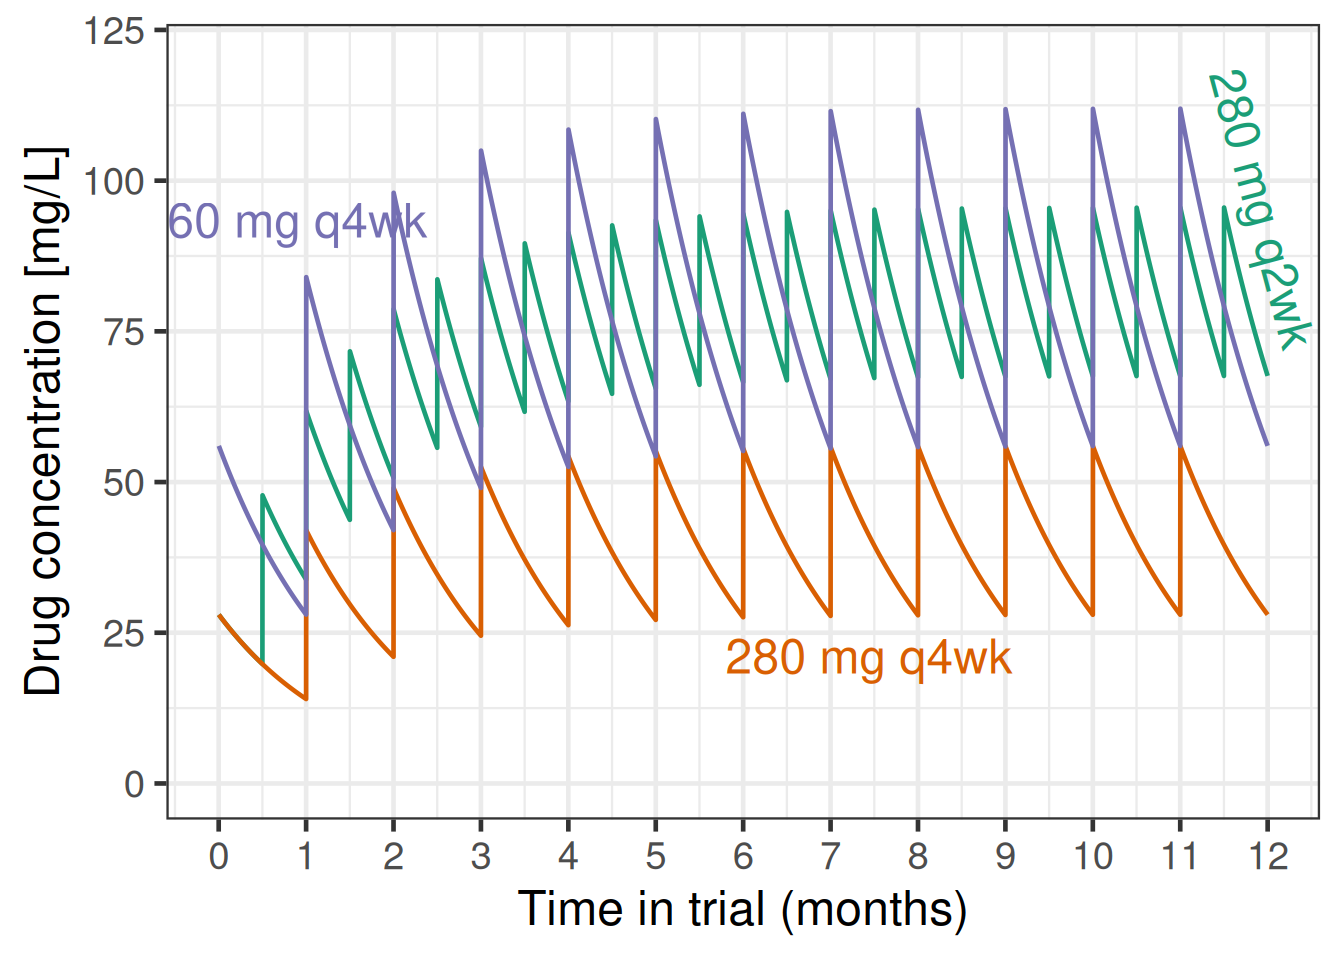 125
100
75
50
25
0
Drug concentration [mg/L]
60 mg q4wk
280 mg q2wk
280 mg q4wk
0 1 2 3 4 5 6 7 8 9 10 11 12
Time in trial (months)